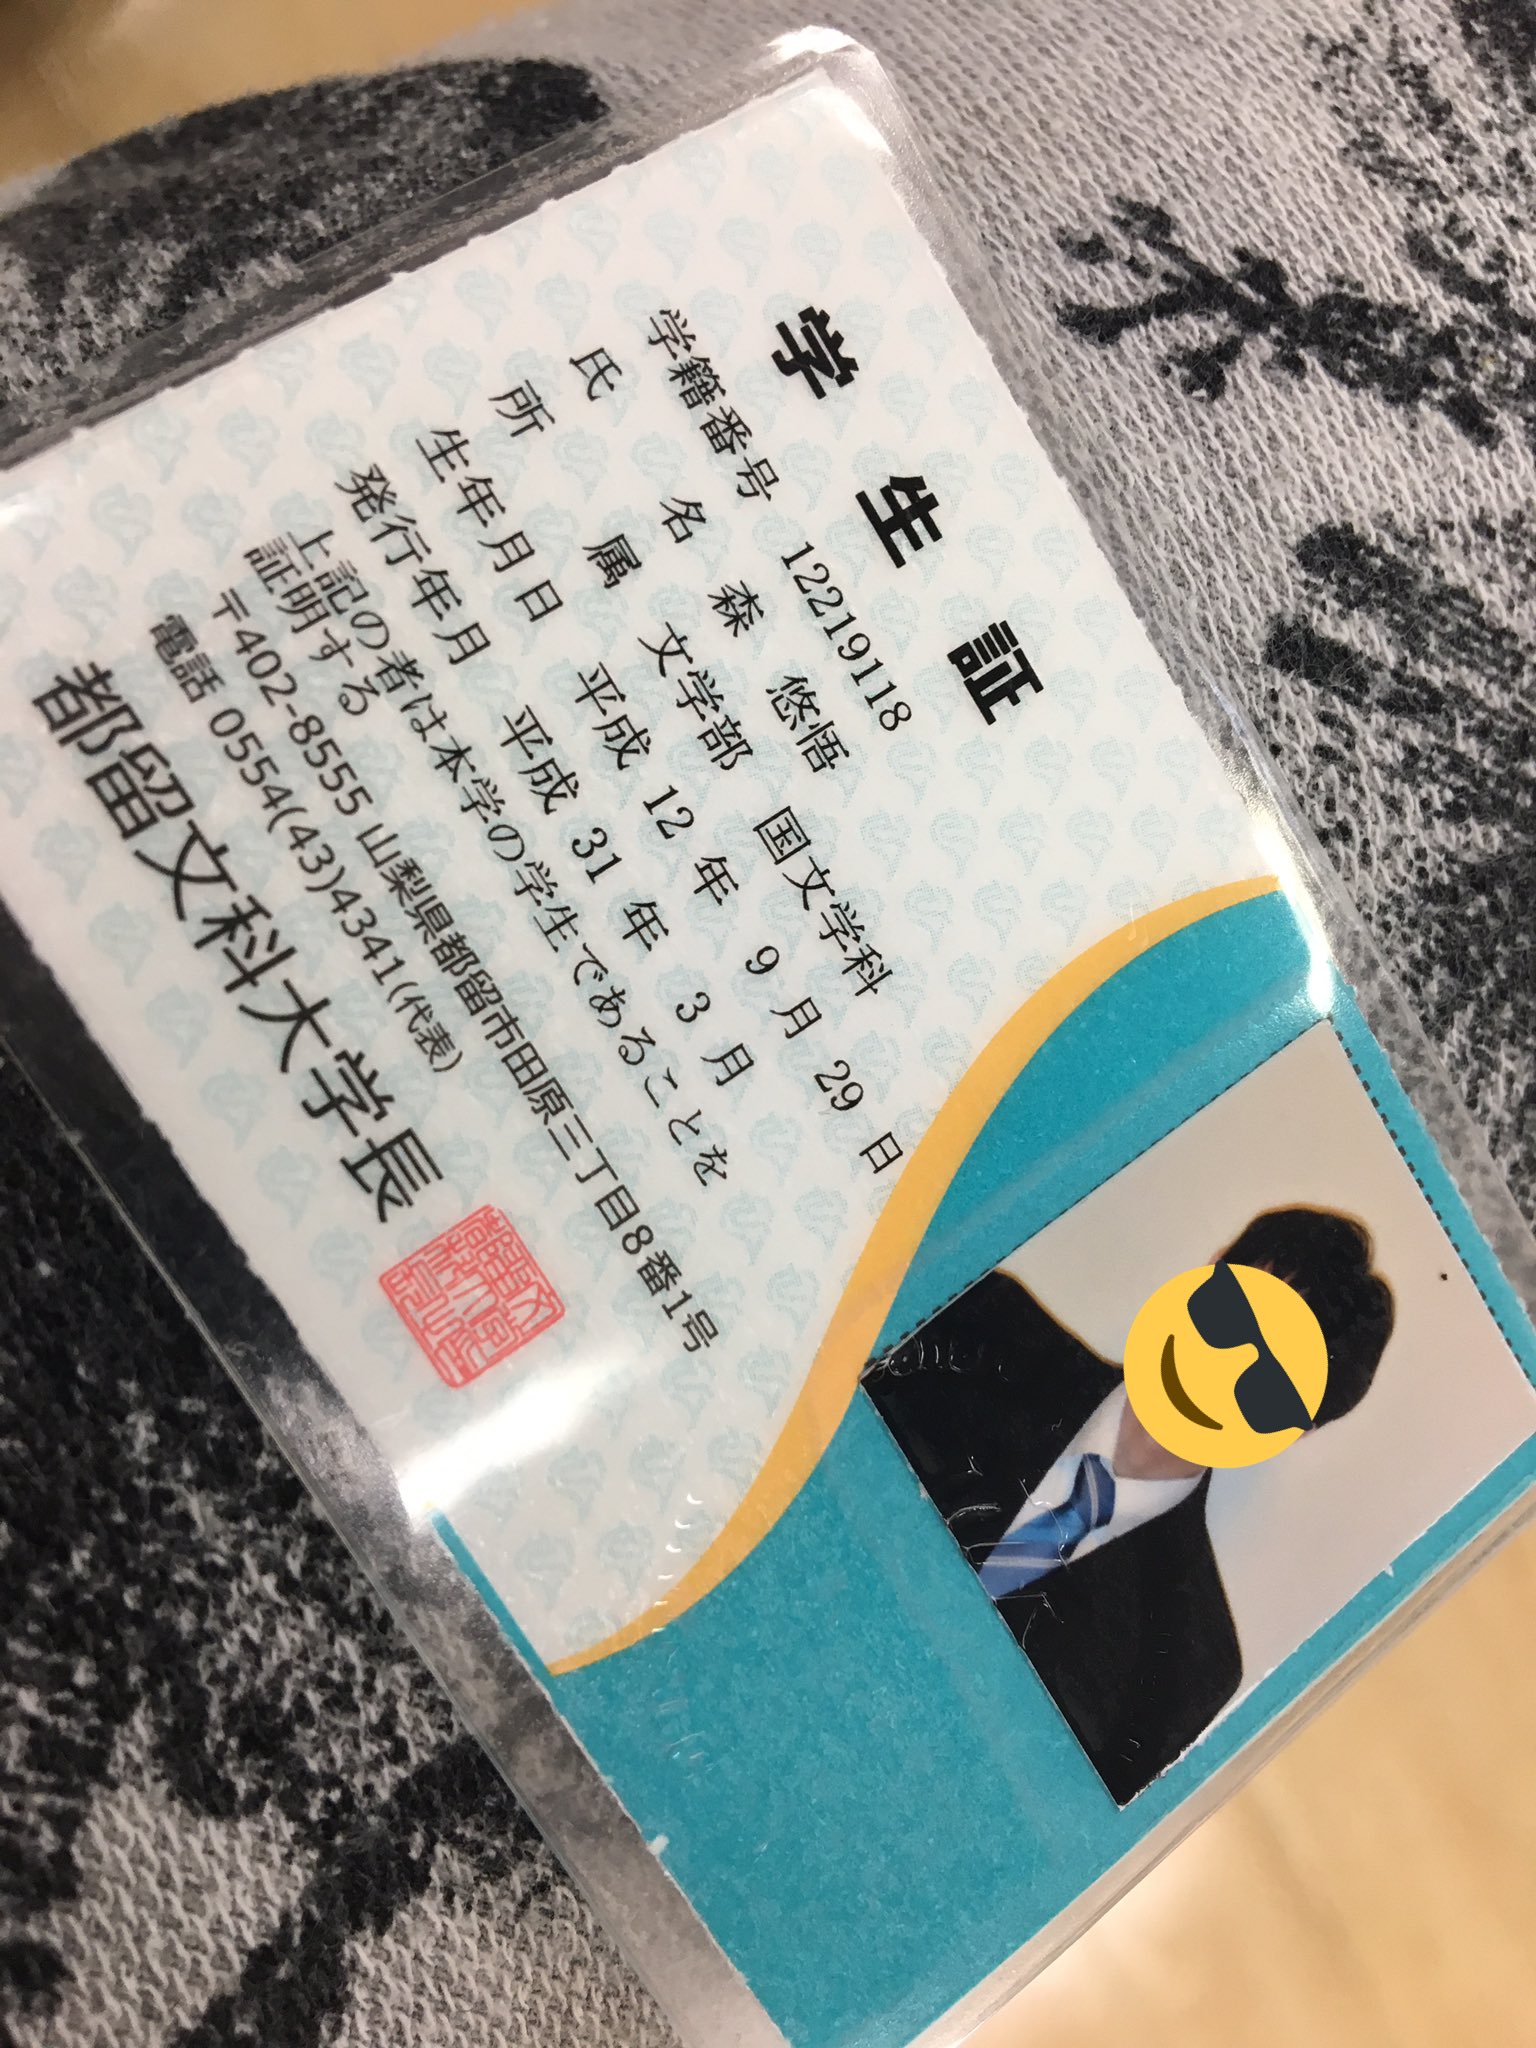 学生証
学籍番号 12219118
氏名 森 悠悟
所属 文学部 国文学科
生年月日 平成 12 年 9 月 29 日
発行年月 平成 31 年 3 月
上記の者は本学の学生であることを
証明する
〒402-8555 山梨県都留市田原三丁目8番1号
電話 0554(43)4341(代表)
都留文科大学長